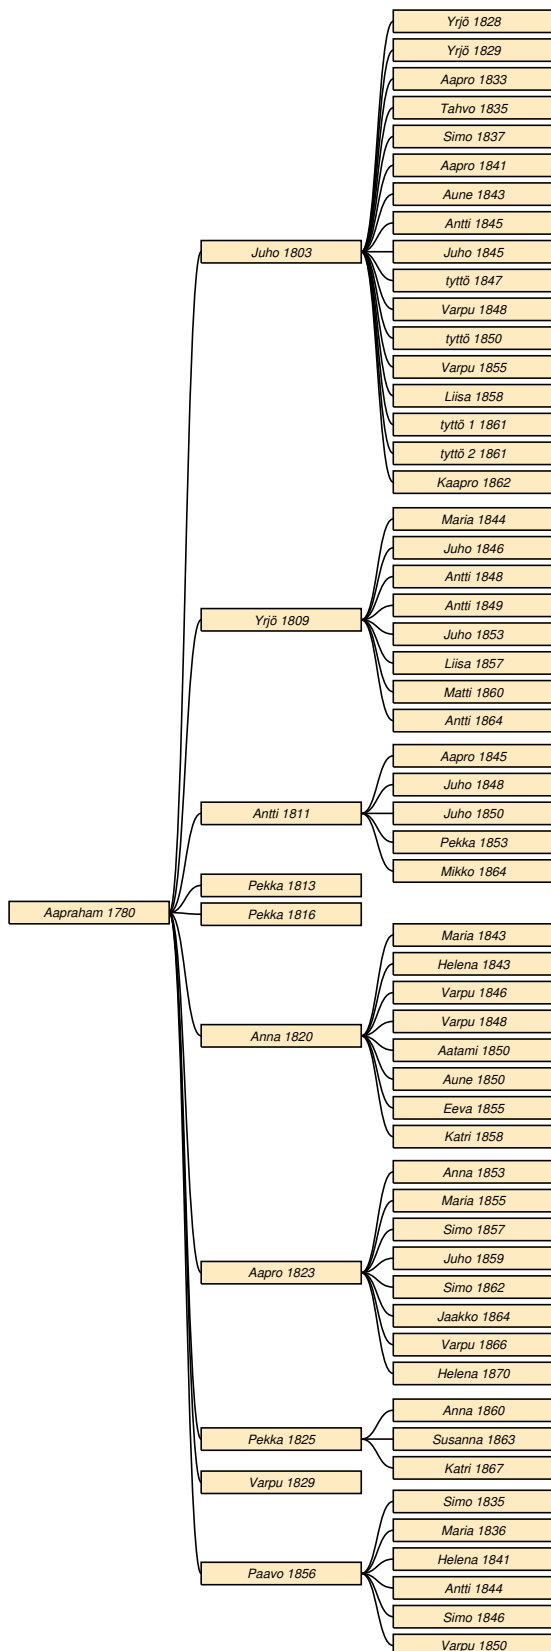 Aapraham 1780
Juho 1803
Yrjö 1828
Yrjö 1829
Aapro 1833
Tahvo 1835
Simo 1837
Aapro 1841
Aune 1843
Antti 1845
Juho 1845
tyttö 1847
Varpu 1848
tyttö 1850
Varpu 1855
Liisa 1858
tyttö 1 1861
tyttö 2 1861
Kaapro 1862
Yrjö 1809
Maria 1844
Juho 1846
Antti 1848
Antti 1849
Juho 1853
Liisa 1857
Matti 1860
Antti 1864
Antti 1811
Aapro 1845
Juho 1848
Juho 1850
Pekka 1853
Mikko 1864
Pekka 1813
Pekka 1816
Anna 1820
Maria 1843
Helena 1843
Varpu 1846
Varpu 1848
Aatami 1850
Aune 1850
Eeva 1855
Katri 1858
Aapro 1823
Anna 1853
Maria 1855
Simo 1857
Juho 1859
Simo 1862
Jaakko 1864
Varpu 1866
Helena 1870
Pekka 1825
Anna 1860
Susanna 1863
Katri 1867
Varpu 1829
Paavo 1856
Simo 1835
Maria 1836
Helena 1841
Antti 1844
Simo 1846
Varpu 1850